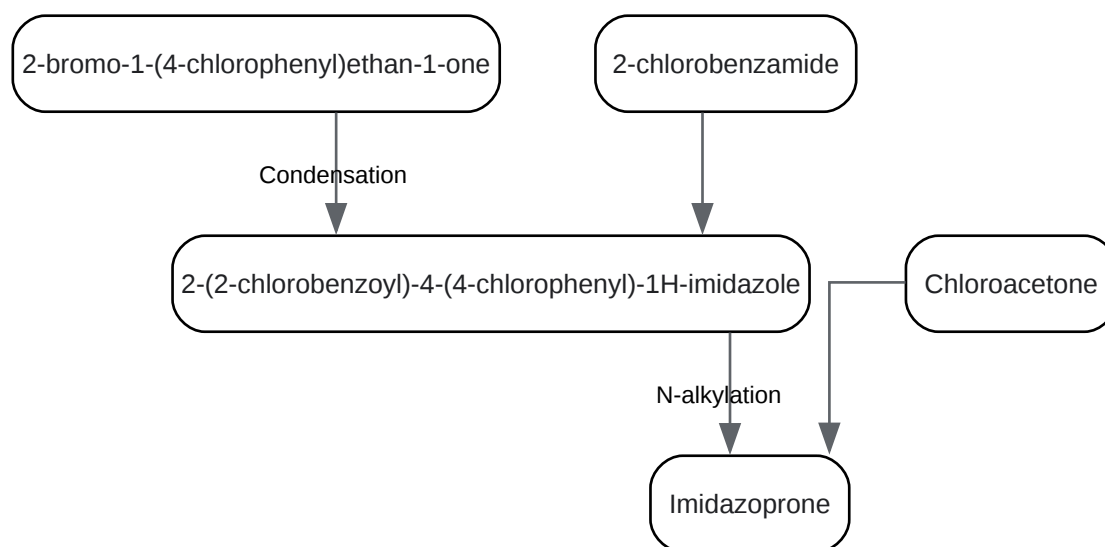 2-bromo-1-(4-chlorophenyl)ethan-1-one
2-chlorobenzamide
Condensation
2-(2-chlorobenzoyl)-4-(4-chlorophenyl)-1H-imidazole
Chloroacetone
N-alkylation
Imidazoprone